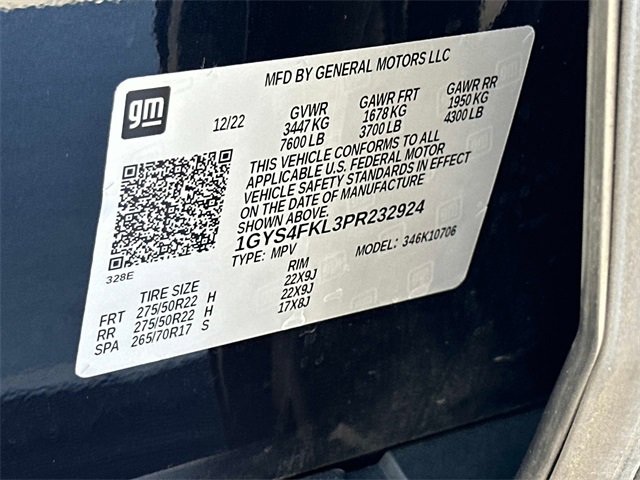 MFD BY GENERAL MOTORS LLC
gm
12/22 GVWR GAWR FRT GAWR RR
3447 KG 1678 KG 1950 KG
7600 LB 3700 LB 4300 LB
THIS VEHICLE CONFORMS TO ALL
APPLICABLE U.S. FEDERAL MOTOR
VEHICLE SAFETY STANDARDS IN EFFECT
ON THE DATE OF MANUFACTURE
SHOWN ABOVE.
1GYS4FKL3PR232924
TYPE: MPV MODEL: 346K10706
328E
TIRE SIZE RIM
FRT 275/50R22 H 22X9J
RR 275/50R22 H 22X9J
SPA 265/70R17 S 17X8J